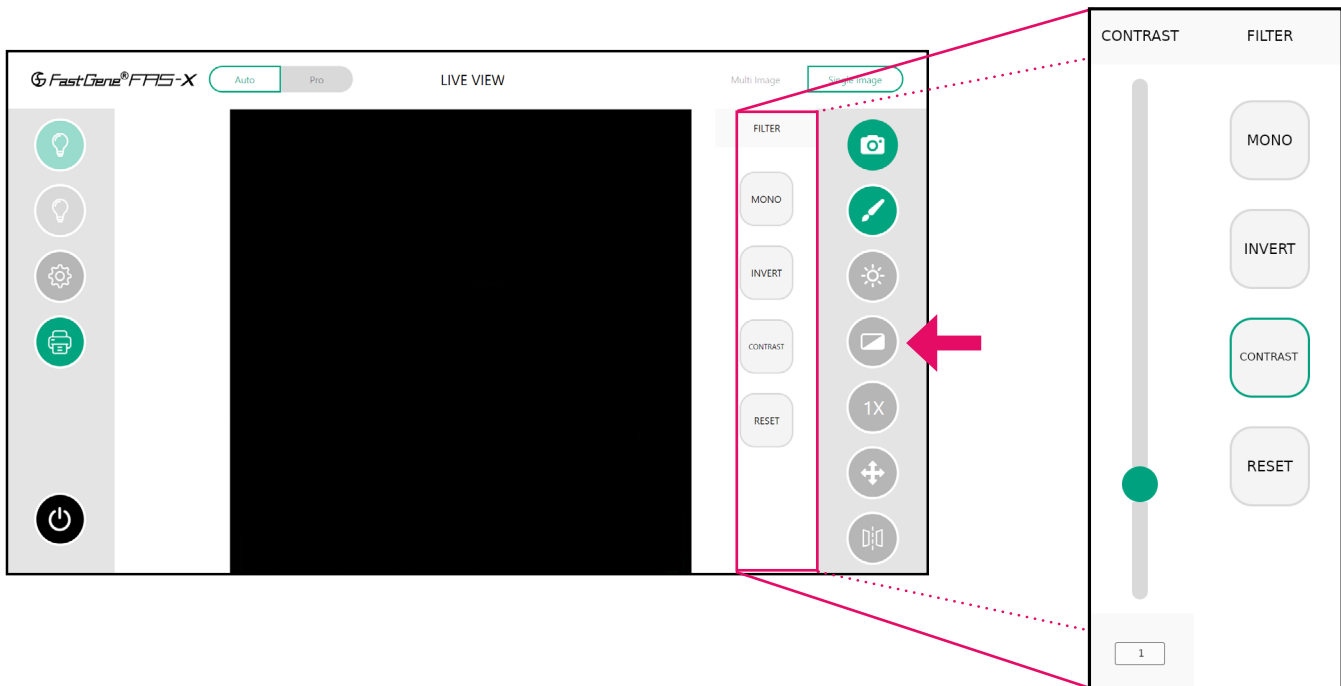 FastGene® FAS-X
Auto
Pro
LIVE VIEW
Multi Image
Single Image
FILTER
MONO
INVERT
CONTRAST
RESET
1X
CONTRAST
FILTER
MONO
INVERT
CONTRAST
RESET
1